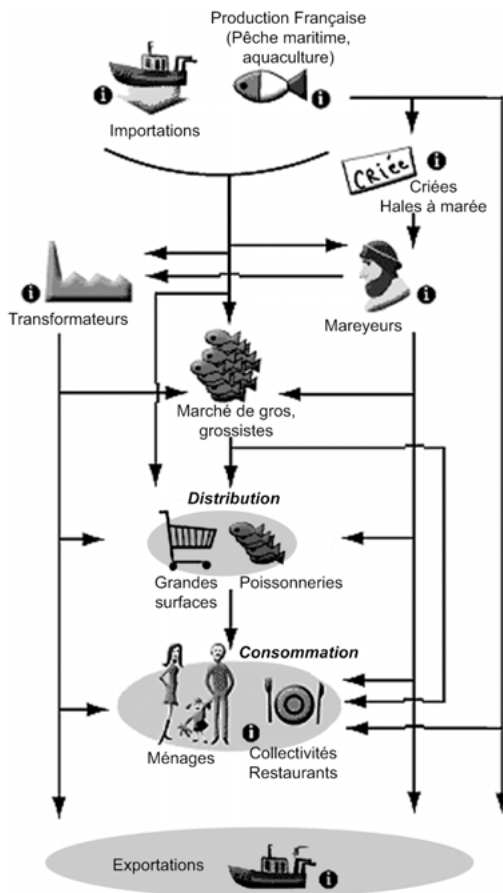 Production Française
(Pêche maritime,
aquaculture)
Importations
CRiée
Criées
Hales à marée
Transformateurs
Mareyeurs
Marché de gros,
grossistes
Distribution
Grandes
surfaces
Poissonneries
Consommation
Ménages
Collectivités
Restaurants
Exportations